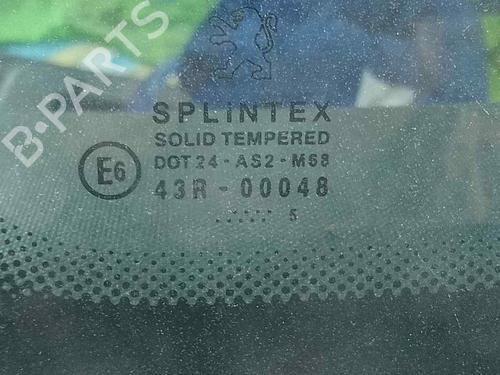 B-PARTS
SPLiNTEX
SOLID TEMPERED
DOT 24-AS2-M68
E6
43R-00048
...... 5